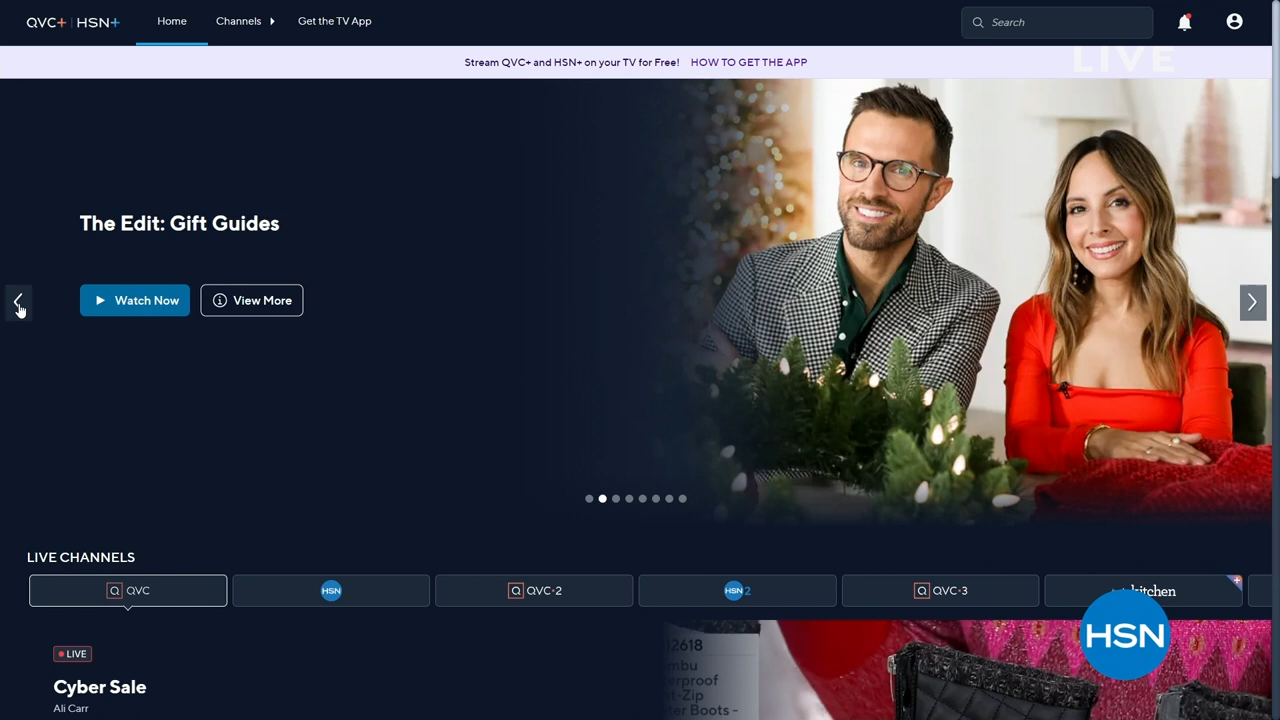 QVC+ | HSN+
Home
Channels
Get the TV App
Search
LIVE
Stream QVC+ and HSN+ on your TV for Free! HOW TO GET THE APP
The Edit: Gift Guides
Watch Now
View More
LIVE CHANNELS
Q QVC
HSN
Q QVC•2
HSN 2
Q QVC•3
kitchen
HSN
LIVE
Cyber Sale
Ali Carr
2618